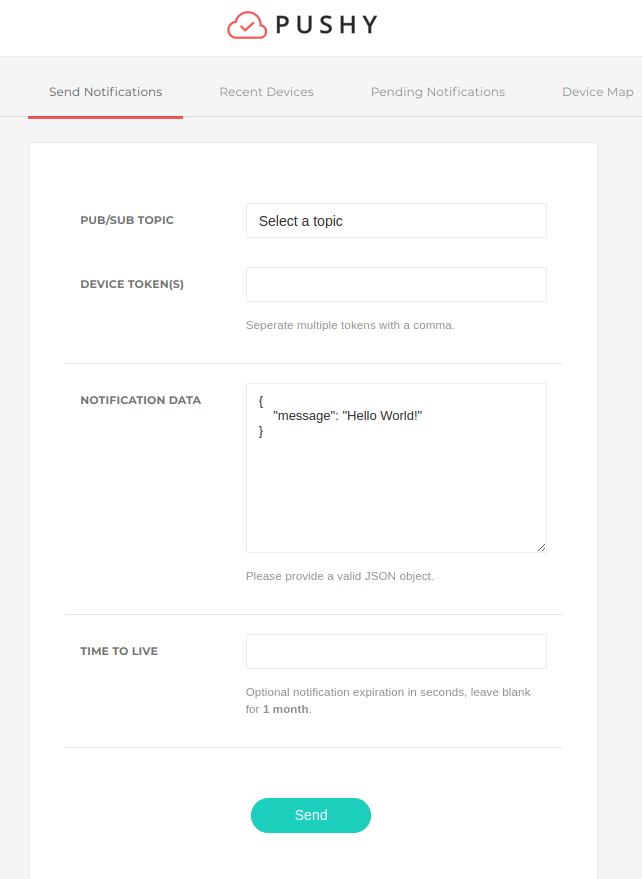 PUSHY
Send Notifications Recent Devices Pending Notifications Device Map
PUB/SUB TOPIC Select a topic
DEVICE TOKEN(S)
Seperate multiple tokens with a comma.
NOTIFICATION DATA
{
"message": "Hello World!"
}
Please provide a valid JSON object.
TIME TO LIVE
Optional notification expiration in seconds, leave blank
for 1 month.
Send